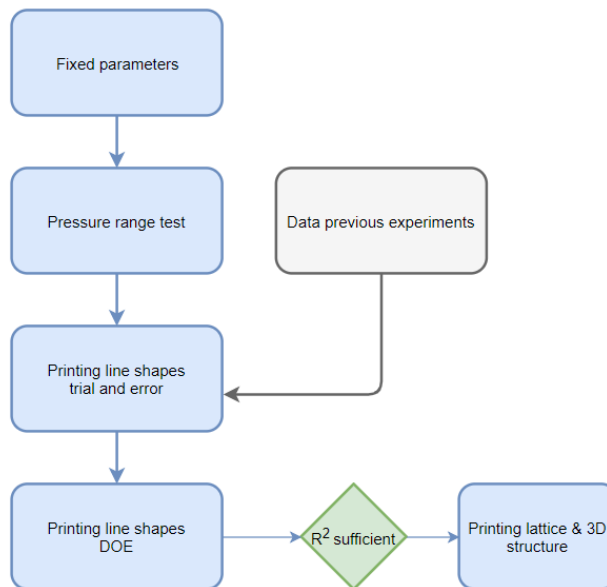 Fixed parameters
Pressure range test
Data previous experiments
Printing line shapes
trial and error
Printing line shapes
DOE
R² sufficient
Printing lattice & 3D
structure